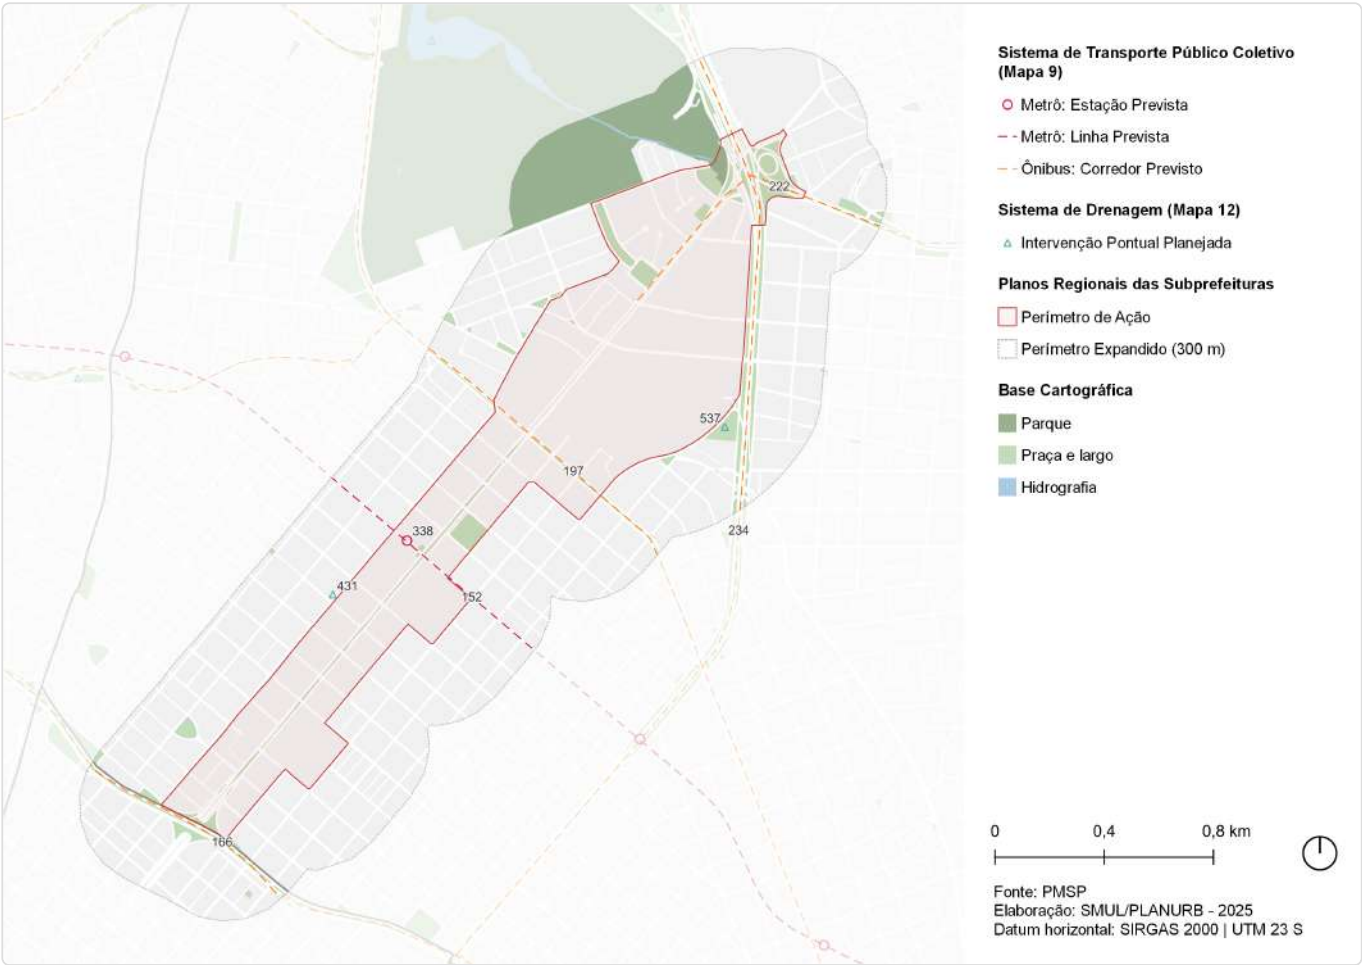 Sistema de Transporte Público Coletivo
(Mapa 9)
Metrô: Estação Prevista
Metrô: Linha Prevista
Ônibus: Corredor Previsto
Sistema de Drenagem (Mapa 12)
Intervenção Pontual Planejada
Planos Regionais das Subprefeituras
Perímetro de Ação
Perímetro Expandido (300 m)
Base Cartográfica
Parque
Praça e largo
Hidrografia
222
537
197
338
234
431
152
166
0 0,4 0,8 km
Fonte: PMSP
Elaboração: SMUL/PLANURB - 2025
Datum horizontal: SIRGAS 2000 | UTM 23 S